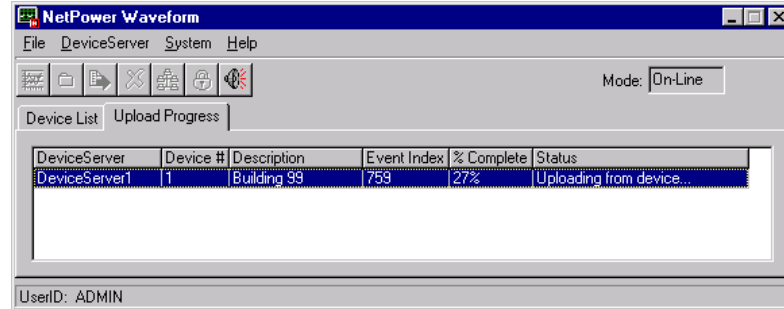 NetPower Waveform
File DeviceServer System Help
Mode: On-Line
Device List Upload Progress
DeviceServer Device # Description Event Index % Complete Status
DeviceServer1 1 Building 99 759 27% Uploading from device...
UserID: ADMIN